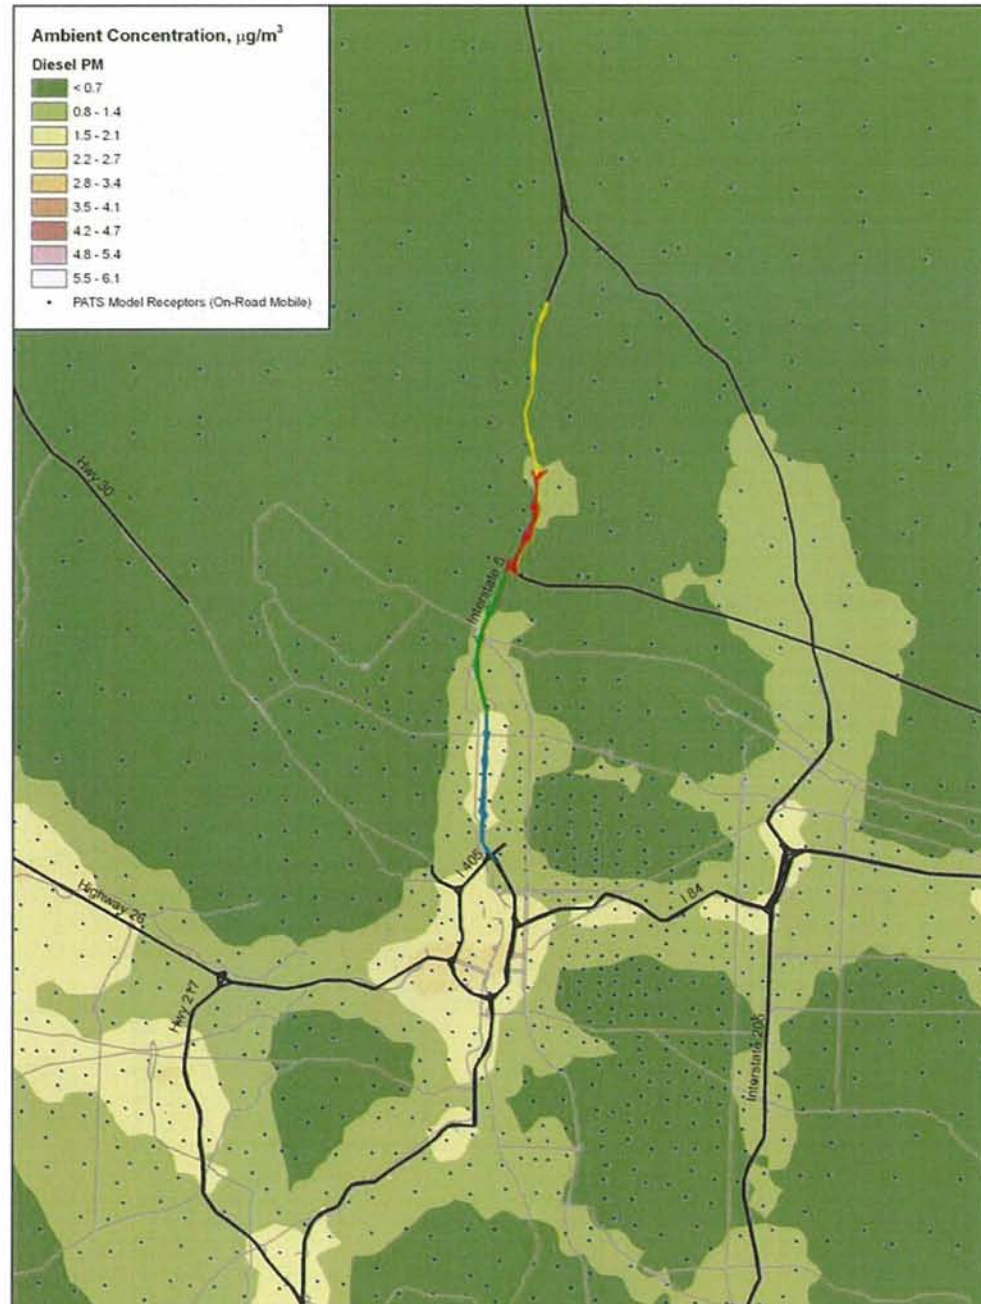 Ambient Concentration, µg/m³
Diesel PM
< 0.7
0.8 - 1.4
1.5 - 2.1
2.2 - 2.7
2.8 - 3.4
3.5 - 4.1
4.2 - 4.7
4.8 - 5.4
5.5 - 6.1
PATS Model Receptors (On-Road Mobile)
Hwy 30
Interstate 5
I 405
Highway 26
I 84
Hwy 217
Interstate 205